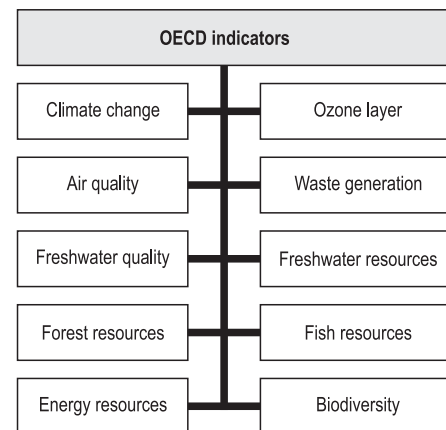 OECD indicators
Climate change
Ozone layer
Air quality
Waste generation
Freshwater quality
Freshwater resources
Forest resources
Fish resources
Energy resources
Biodiversity